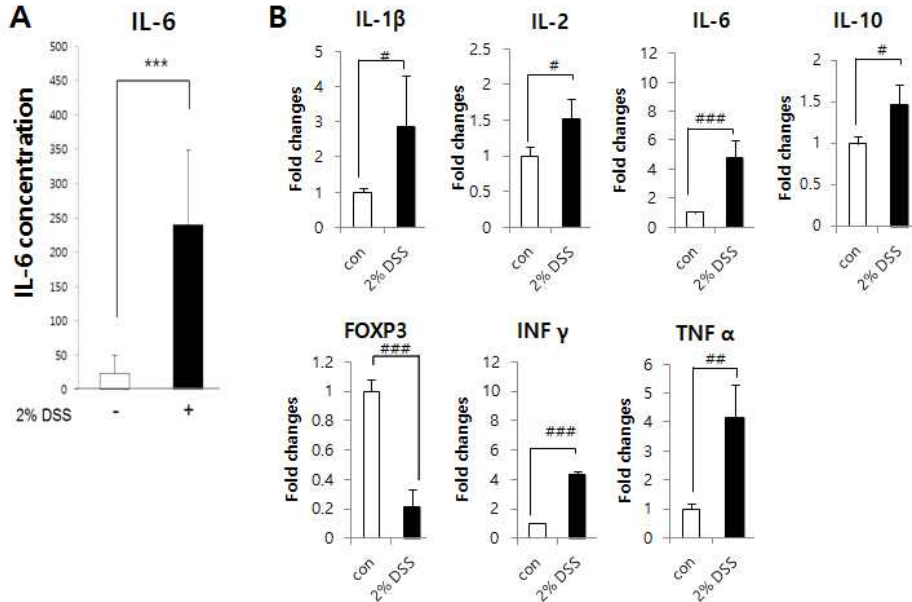 A
IL-6
IL-6 concentration
500
450
400
350
300
250
200
150
100
50
0
***
2% DSS - +
B
IL-1β
Fold changes
5
4
3
2
1
0
#
con
2% DSS
IL-2
Fold changes
2.5
2
1.5
1
0.5
0
#
con
2% DSS
IL-6
Fold changes
12
10
8
6
4
2
0
###
con
2% DSS
IL-10
Fold changes
2
1.5
1
0.5
0
#
con
2% DSS
FOXP3
Fold changes
1.2
1
0.8
0.6
0.4
0.2
0
###
con
2% DSS
INF γ
Fold changes
12
10
8
6
4
2
0
###
con
2% DSS
TNF α
Fold changes
6
5
4
3
2
1
0
##
con
2% DSS